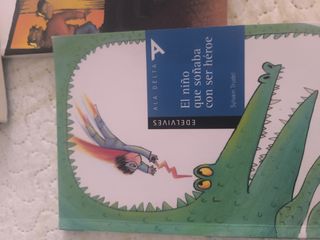 ALA DELTA
El niño
que soñaba
con ser héroe
Sylvain Trudel
EDELVIVES